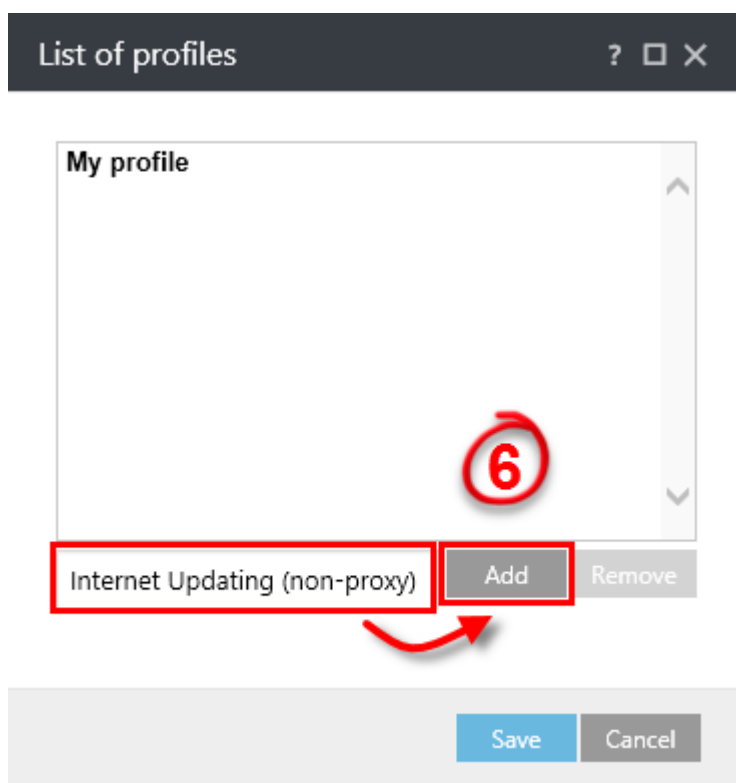 List of profiles ?
My profile
6
Internet Updating (non-proxy) Add Remove
Save Cancel